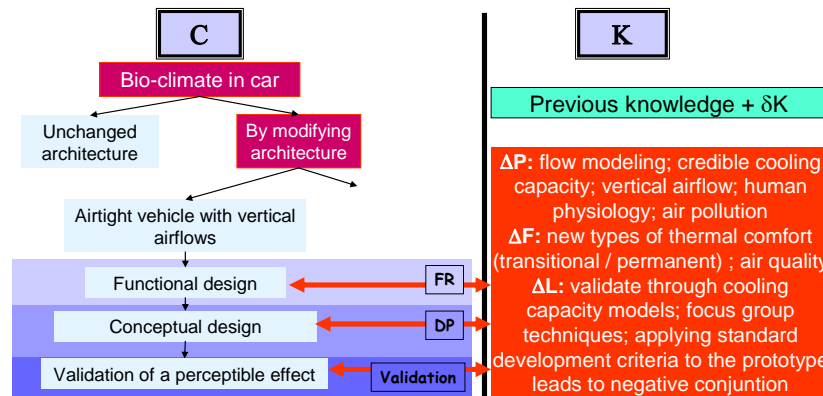 C
Bio-climate in car
Unchanged
architecture
By modifying
architecture
Airtight vehicle with vertical
airflows
Functional design
FR
Conceptual design
DP
Validation of a perceptible effect
Validation
K
Previous knowledge + δK
ΔP: flow modeling; credible cooling
capacity; vertical airflow; human
physiology; air pollution
ΔF: new types of thermal comfort
(transitional / permanent) ; air quality
ΔL: validate through cooling
capacity models; focus group
techniques; applying standard
development criteria to the prototype
leads to negative conjuntion